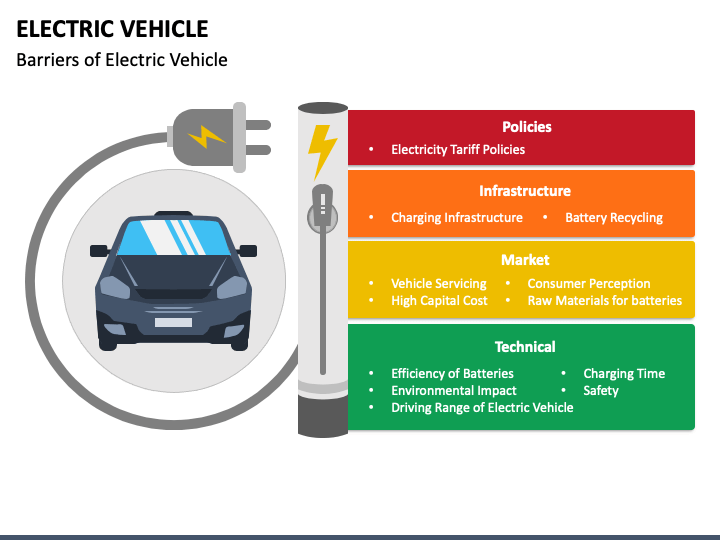 ELECTRIC VEHICLE
Barriers of Electric Vehicle
Policies
• Electricity Tariff Policies
Infrastructure
• Charging Infrastructure • Battery Recycling
Market
• Vehicle Servicing • Consumer Perception
• High Capital Cost • Raw Materials for batteries
Technical
• Efficiency of Batteries • Charging Time
• Environmental Impact • Safety
• Driving Range of Electric Vehicle